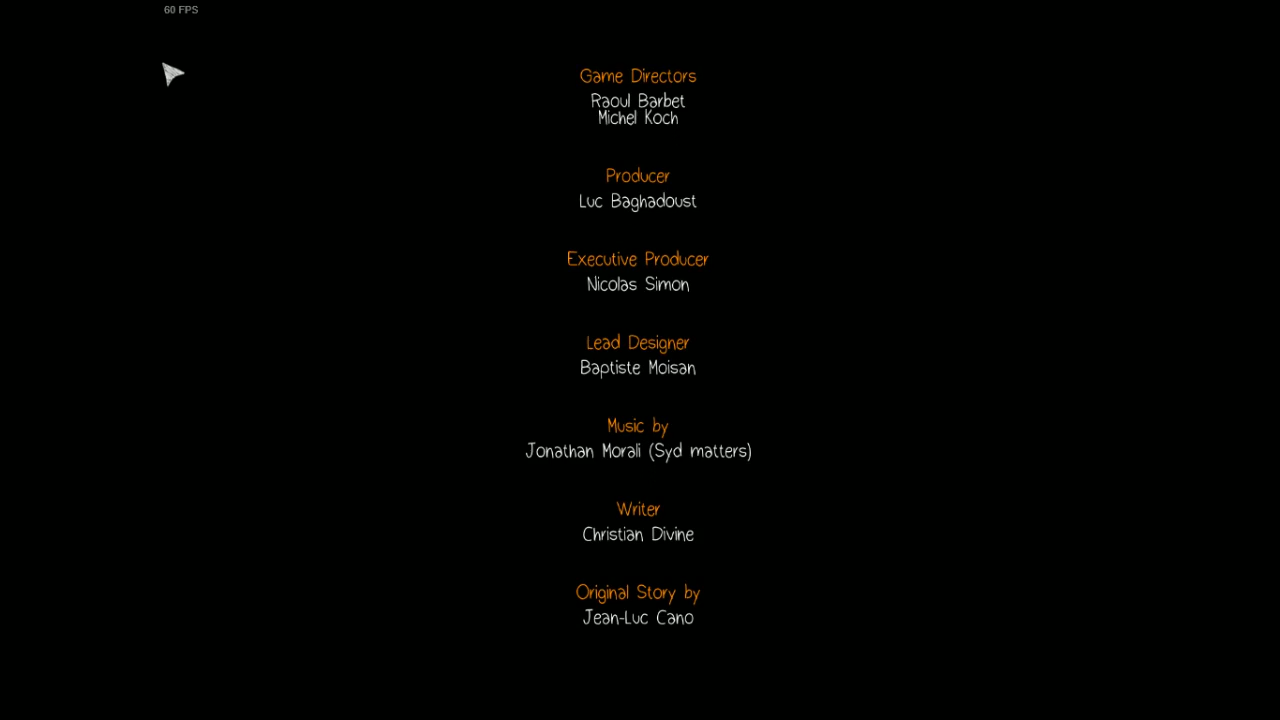 60 FPS
Game Directors
Raoul Barbet
Michel Koch
Producer
Luc Baghadoust
Executive Producer
Nicolas Simon
Lead Designer
Baptiste Moisan
Music by
Jonathan Morali (Syd matters)
Writer
Christian Divine
Original Story by
Jean-Luc Cano